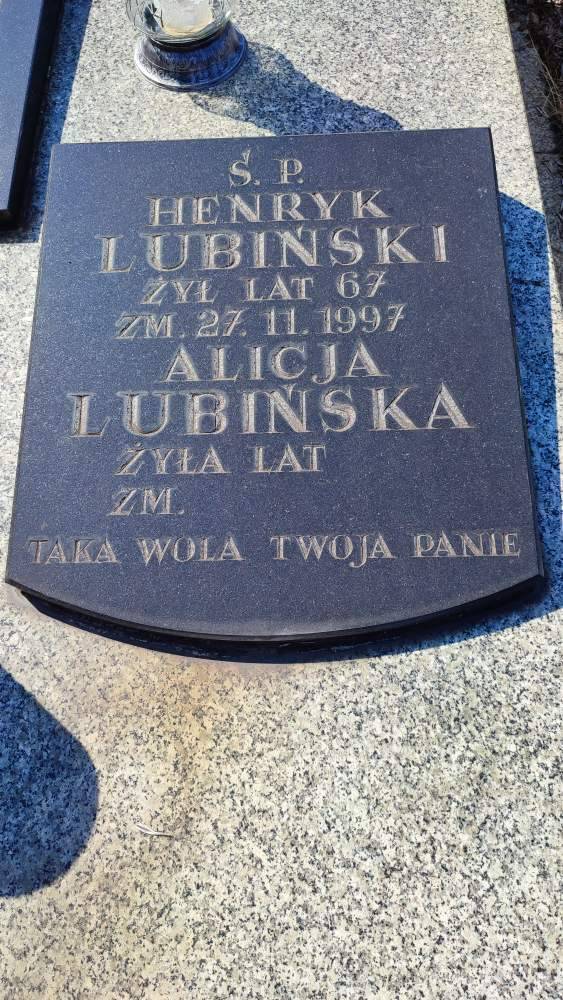 Ś. P.
HENRYK
LUBIŃSKI
ŻYŁ LAT 67
ZM. 27. 11. 1997
ALICJA
LUBIŃSKA
ŻYŁA LAT
ZM.
TAKA WOLA TWOJA PANIE